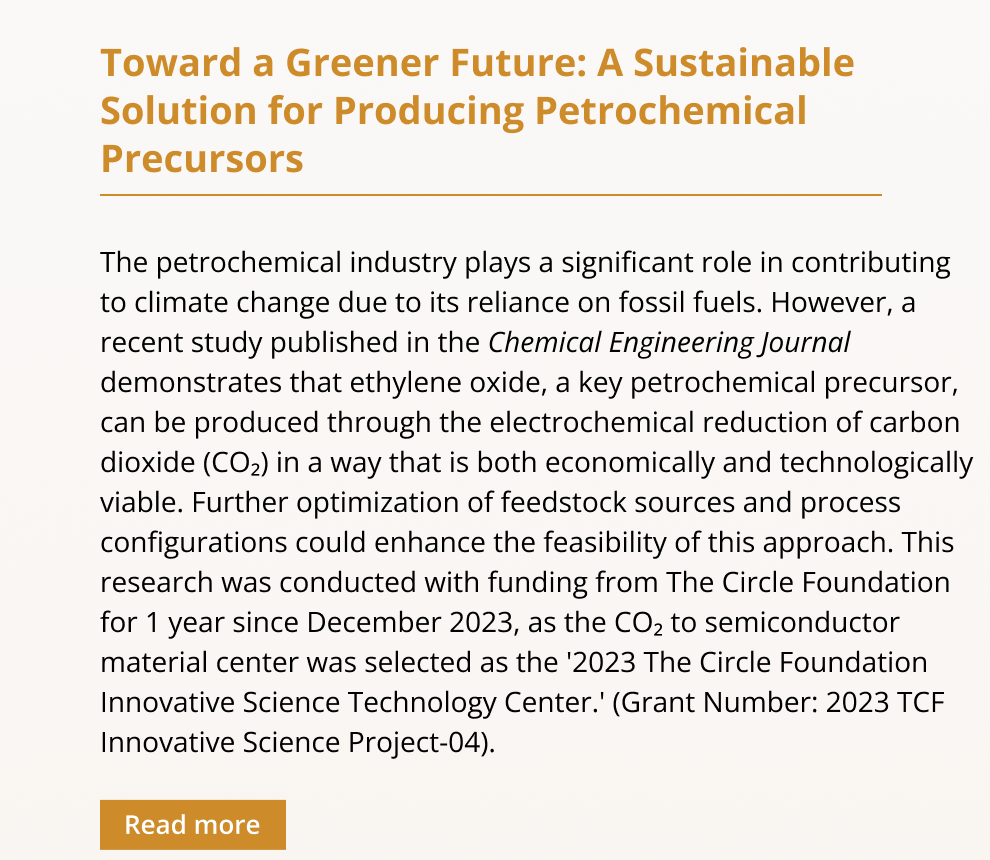 Toward a Greener Future: A Sustainable
Solution for Producing Petrochemical
Precursors
The petrochemical industry plays a significant role in contributing
to climate change due to its reliance on fossil fuels. However, a
recent study published in the Chemical Engineering Journal
demonstrates that ethylene oxide, a key petrochemical precursor,
can be produced through the electrochemical reduction of carbon
dioxide (CO₂) in a way that is both economically and technologically
viable. Further optimization of feedstock sources and process
configurations could enhance the feasibility of this approach. This
research was conducted with funding from The Circle Foundation
for 1 year since December 2023, as the CO₂ to semiconductor
material center was selected as the '2023 The Circle Foundation
Innovative Science Technology Center.' (Grant Number: 2023 TCF
Innovative Science Project-04).
Read more